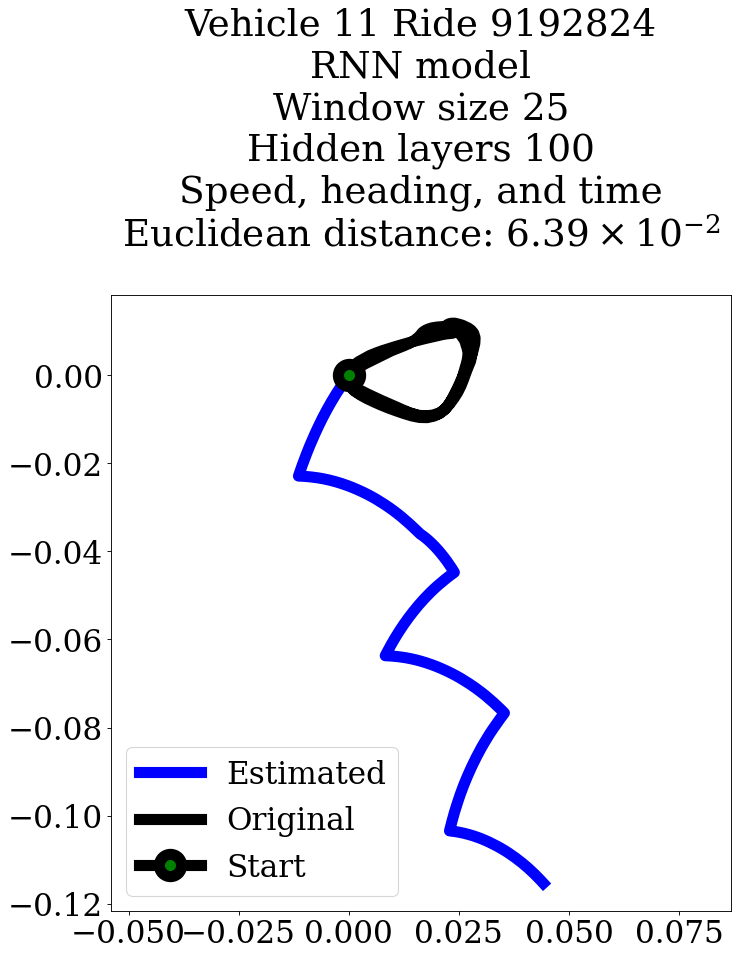 Vehicle 11 Ride 9192824
RNN model
Window size 25
Hidden layers 100
Speed, heading, and time
Euclidean distance: 6.39 × 10⁻²
0.00
−0.02
−0.04
−0.06
−0.08
−0.10
−0.12
Estimated
Original
Start
−0.050 −0.025 0.000 0.025 0.050 0.075